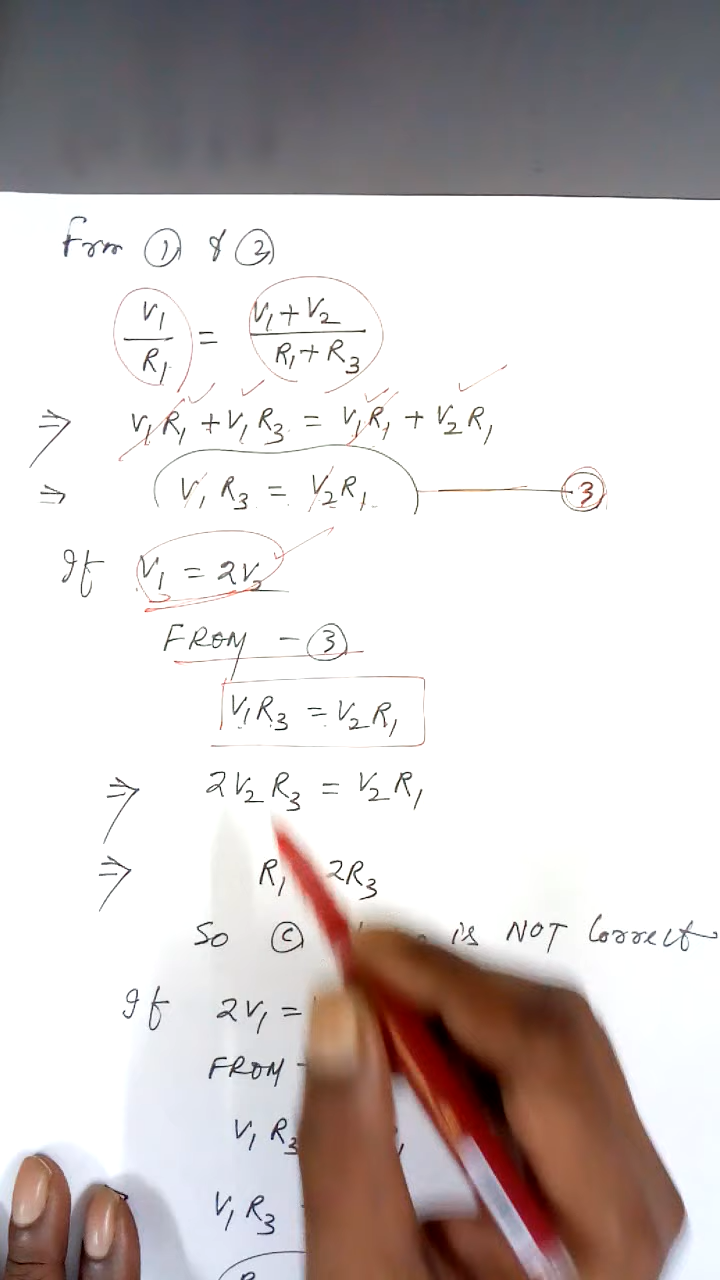 From ① & ②
V₁/R₁ = (V₁+V₂)/(R₁+R₃)
⇒ V₁R₁ + V₁R₃ = V₁R₁ + V₂R₁
⇒ V₁R₃ = V₂R₁ ③
If V₁ = 2V₂
FROM - ③
V₁R₃ = V₂R₁
⇒ 2V₂R₃ = V₂R₁
⇒ R₁ 2R₃
So ⓒ is NOT Correct
If 2V₁ =
FROM -
V₁R₃
V₁R₃